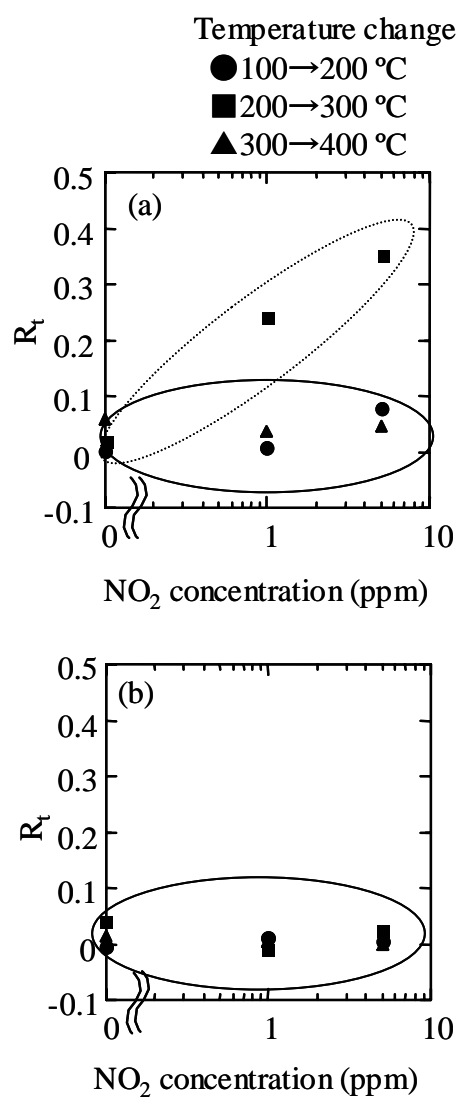 Temperature change
●100→200 ºC
■200→300 ºC
▲300→400 ºC
(a)
0.5
0.4
0.3
0.2
0.1
0
-0.1
Rt
0 1 10
NO2 concentration (ppm)
(b)
0.5
0.4
0.3
0.2
0.1
0
-0.1
Rt
0 1 10
NO2 concentration (ppm)